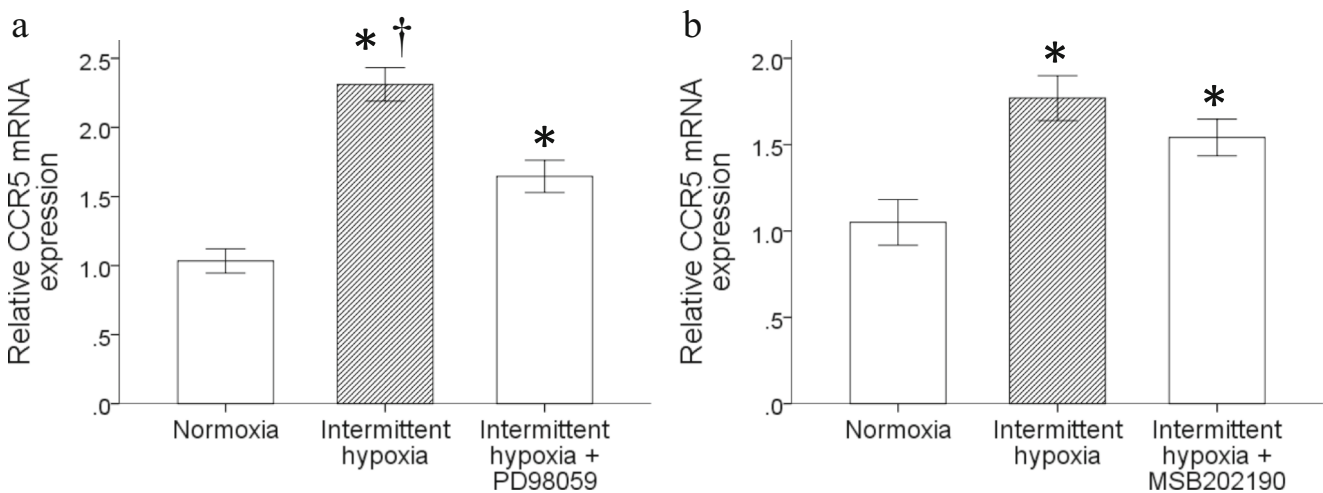 a
Relative CCR5 mRNA
expression
2.5
2.0
1.5
1.0
.5
.0
* †
*
Normoxia
Intermittent
hypoxia
Intermittent
hypoxia +
PD98059
b
Relative CCR5 mRNA
expression
2.0
1.5
1.0
.5
.0
*
*
Normoxia
Intermittent
hypoxia
Intermittent
hypoxia +
MSB202190